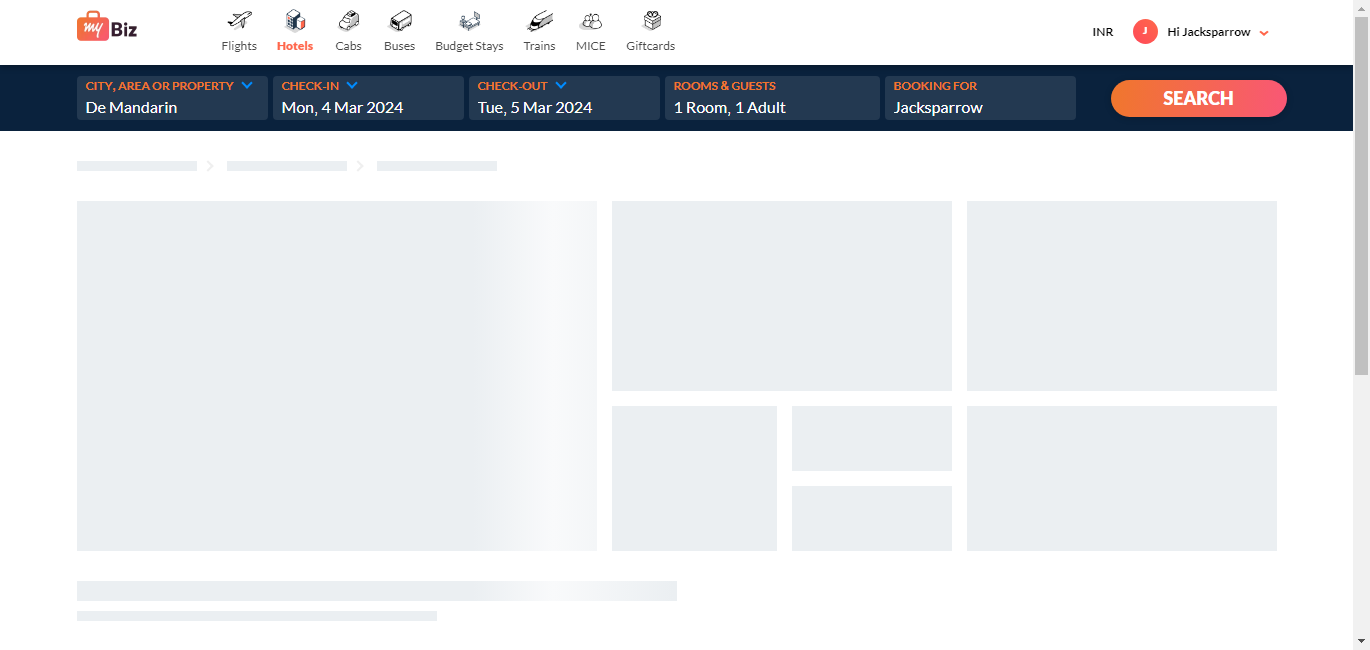 my Biz
Flights Hotels Cabs Buses Budget Stays Trains MICE Giftcards
INR J Hi Jacksparrow
CITY, AREA OR PROPERTY CHECK-IN CHECK-OUT ROOMS & GUESTS BOOKING FOR
De Mandarin Mon, 4 Mar 2024 Tue, 5 Mar 2024 1 Room, 1 Adult Jacksparrow
SEARCH